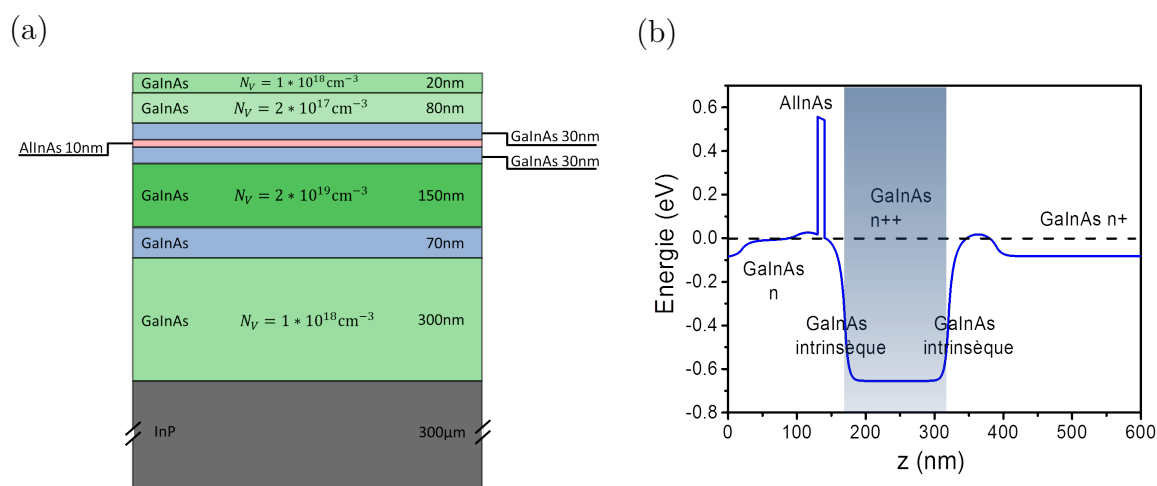 (a)
GaInAs N_V = 1 * 10^18 cm^-3 20nm
GaInAs N_V = 2 * 10^17 cm^-3 80nm
GaInAs 30nm
AlInAs 10nm
GaInAs 30nm
GaInAs N_V = 2 * 10^19 cm^-3 150nm
GaInAs 70nm
GaInAs N_V = 1 * 10^18 cm^-3 300nm
InP 300µm
(b)
Energie (eV)
0.6
0.4
0.2
0.0
-0.2
-0.4
-0.6
-0.8
AlInAs
GaInAs
n++
GaInAs n+
GaInAs
n
GaInAs
intrinsèque
GaInAs
intrinsèque
0 100 200 300 400 500 600
z (nm)